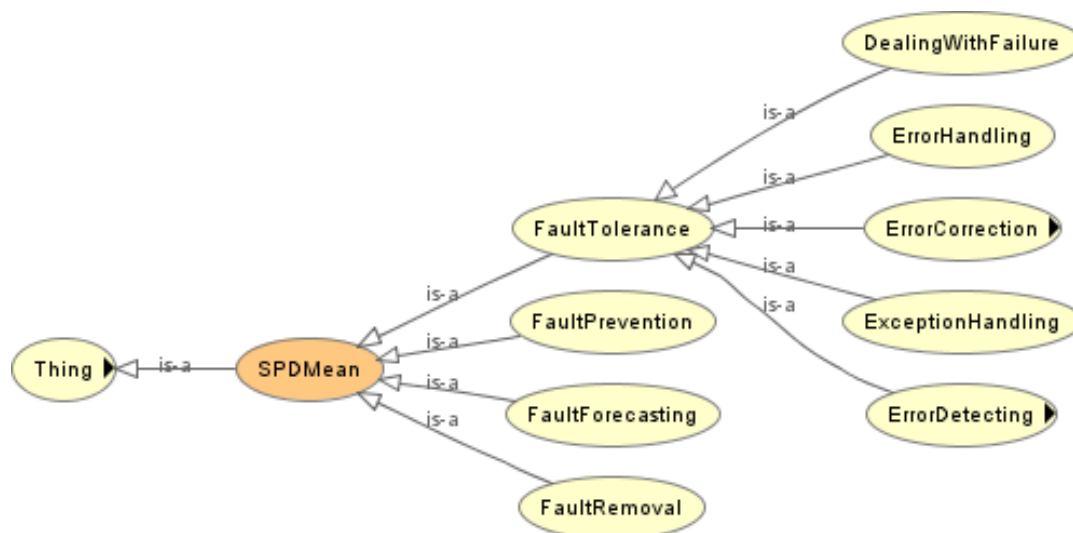 DealingWithFailure
is-a
ErrorHandling
is-a
FaultTolerance
is-a
ErrorCorrection
is-a
is-a
is-a
ExceptionHandling
FaultPrevention
is-a
Thing
is-a
SPDMean
is-a
FaultForecasting
ErrorDetecting
is-a
FaultRemoval